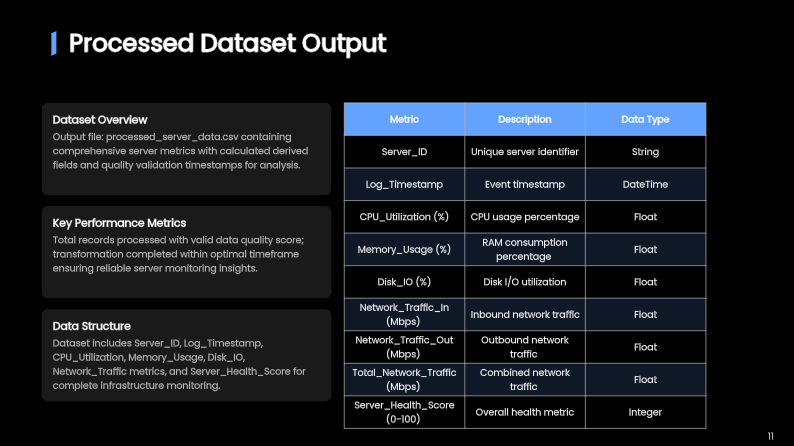 Processed Dataset Output
Dataset Overview
Output file: processed_server_data.csv containing
comprehensive server metrics with calculated derived
fields and quality validation timestamps for analysis.
Key Performance Metrics
Total records processed with valid data quality score;
transformation completed within optimal timeframe
ensuring reliable server monitoring insights.
Data Structure
Dataset includes Server_ID, Log_Timestamp,
CPU_Utilization, Memory_Usage, Disk_IO,
Network_Traffic metrics, and Server_Health_Score for
complete infrastructure monitoring.
Metric Description Data Type
Server_ID Unique server identifier String
Log_Timestamp Event timestamp DateTime
CPU_Utilization (%) CPU usage percentage Float
Memory_Usage (%) RAM consumption
percentage Float
Disk_IO (%) Disk I/O utilization Float
Network_Traffic_In
(Mbps) Inbound network traffic Float
Network_Traffic_Out
(Mbps) Outbound network
traffic Float
Total_Network_Traffic
(Mbps) Combined network
traffic Float
Server_Health_Score
(0-100) Overall health metric Integer
11